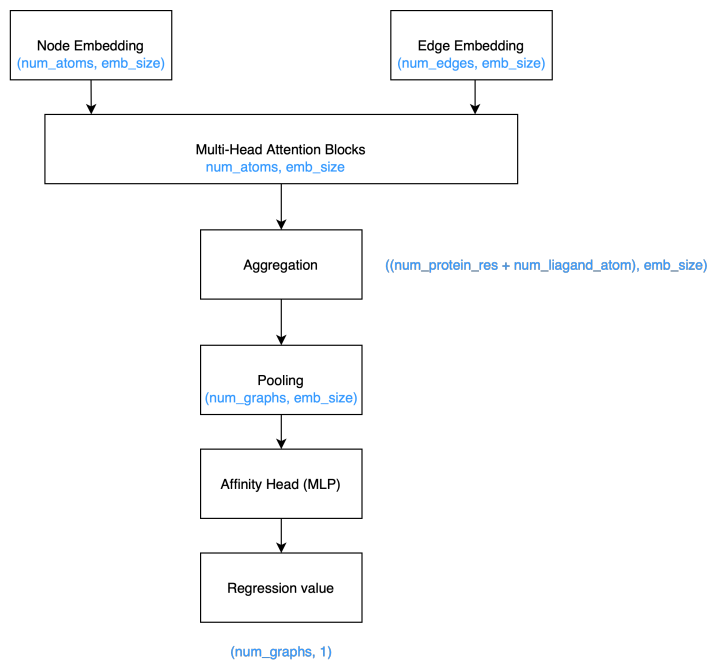 Node Embedding
(num_atoms, emb_size)
Edge Embedding
(num_edges, emb_size)
Multi-Head Attention Blocks
num_atoms, emb_size
Aggregation
((num_protein_res + num_liagand_atom), emb_size)
Pooling
(num_graphs, emb_size)
Affinity Head (MLP)
Regression value
(num_graphs, 1)